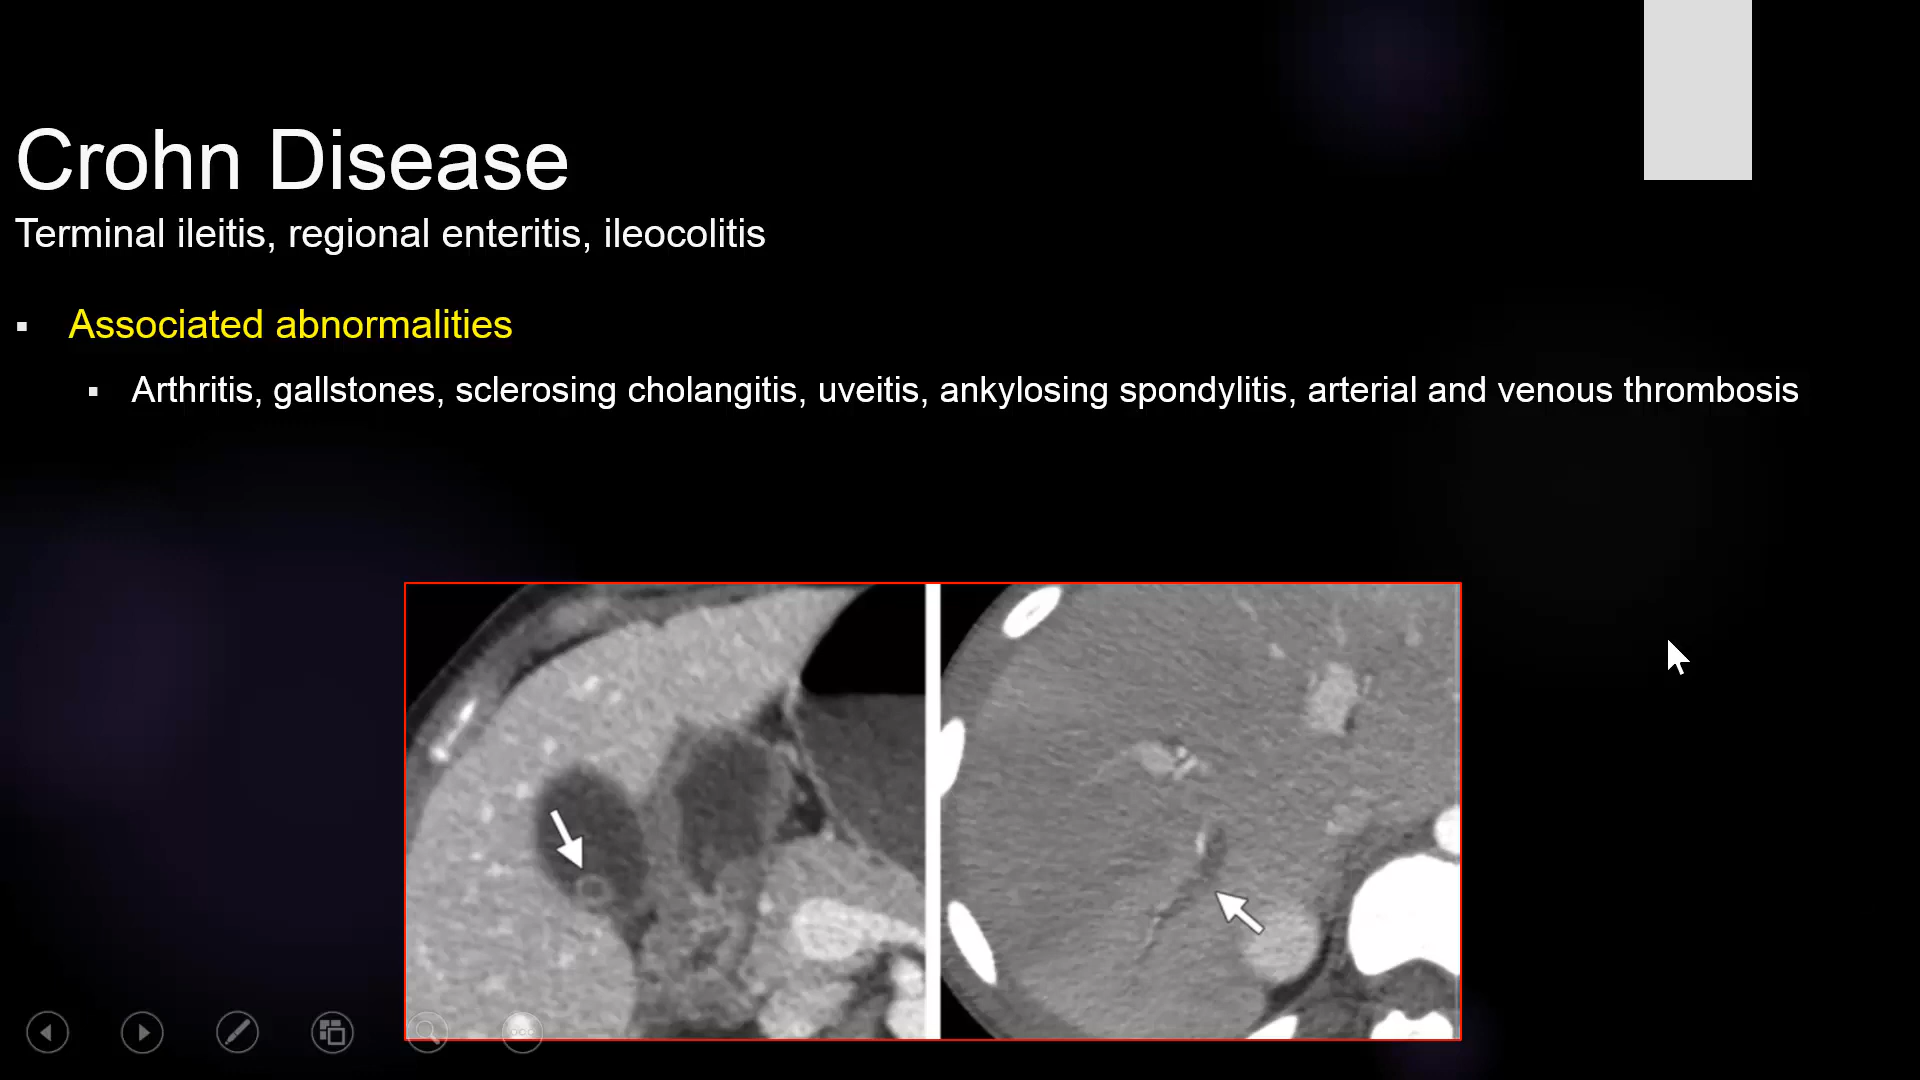 Crohn Disease
Terminal ileitis, regional enteritis, ileocolitis
Associated abnormalities
Arthritis, gallstones, sclerosing cholangitis, uveitis, ankylosing spondylitis, arterial and venous thrombosis